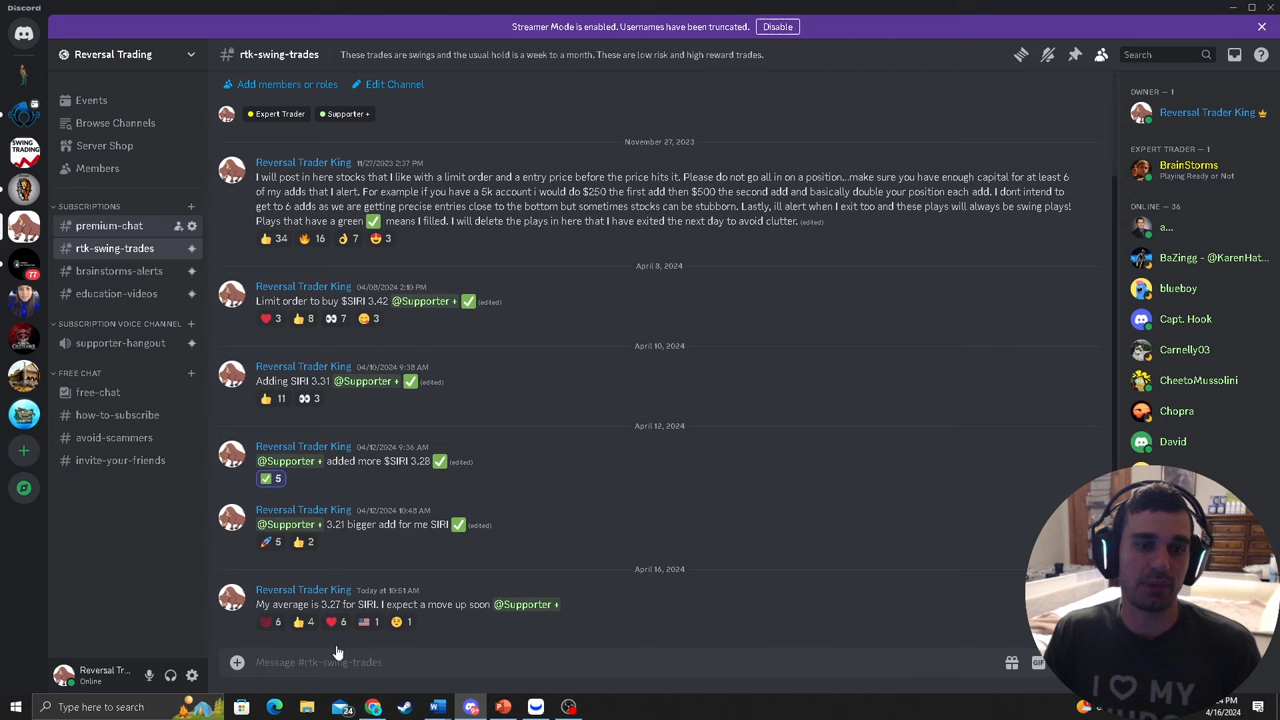 Discord
Streamer Mode is enabled. Usernames have been truncated. Disable
Reversal Trading
rtk-swing-trades These trades are swings and the usual hold is a week to a month. These are low risk and high reward trades.
Search
Add members or roles Edit Channel
Expert Trader Supporter +
Events
Browse Channels
Server Shop
Members
SUBSCRIPTIONS
premium-chat
rtk-swing-trades
brainstorms-alerts
education-videos
SUBSCRIPTION VOICE CHANNEL
supporter-hangout
FREE CHAT
free-chat
how-to-subscribe
avoid-scammers
invite-your-friends
SWING
TRADING
77
November 27, 2023
Reversal Trader King 11/27/2023 2:37 PM
I will post in here stocks that I like with a limit order and a entry price before the price hits it. Please do not go all in on a position...make sure you have enough capital for at least 6
of my adds that I alert. For example if you have a 5k account i would do $250 the first add then $500 the second add and basically double your position each add. I dont intend to
get to 6 adds as we are getting precise entries close to the bottom but sometimes stocks can be stubborn. Lastly, ill alert when I exit too and these plays will always be swing plays!
Plays that have a green ✅ means I filled. I will delete the plays in here that I have exited the next day to avoid clutter. (edited)
👍 34 🔥 16 👌 7 😍 3
April 8, 2024
Reversal Trader King 04/08/2024 2:10 PM
Limit order to buy $SIRI 3.42 @Supporter + ✅ (edited)
❤️ 3 👍 8 👀 7 😋 3
April 10, 2024
Reversal Trader King 04/10/2024 9:38 AM
Adding SIRI 3.31 @Supporter + ✅ (edited)
👍 11 👀 3
April 12, 2024
Reversal Trader King 04/12/2024 9:36 AM
@Supporter + added more $SIRI 3.28 ✅ (edited)
✅ 5
Reversal Trader King 04/12/2024 10:48 AM
@Supporter + 3.21 bigger add for me SIRI ✅ (edited)
🚀 5 👍 2
April 16, 2024
Reversal Trader King Today at 10:51 AM
My average is 3.27 for SIRI. I expect a move up soon @Supporter +
💯 6 👍 4 ❤️ 6 🇺🇸 1 1
Message #rtk-swing-trades
GIF
OWNER — 1
Reversal Trader King
EXPERT TRADER — 1
BrainStorms
Playing Ready or Not
ONLINE — 36
a...
BaZingg - @KarenHat...
blueboy
Capt. Hook
Carnelly03
CheetoMussolini
Chopra
David
I ❤ MY
Reversal Tr...
Online
Type here to search
24
4/16/2024